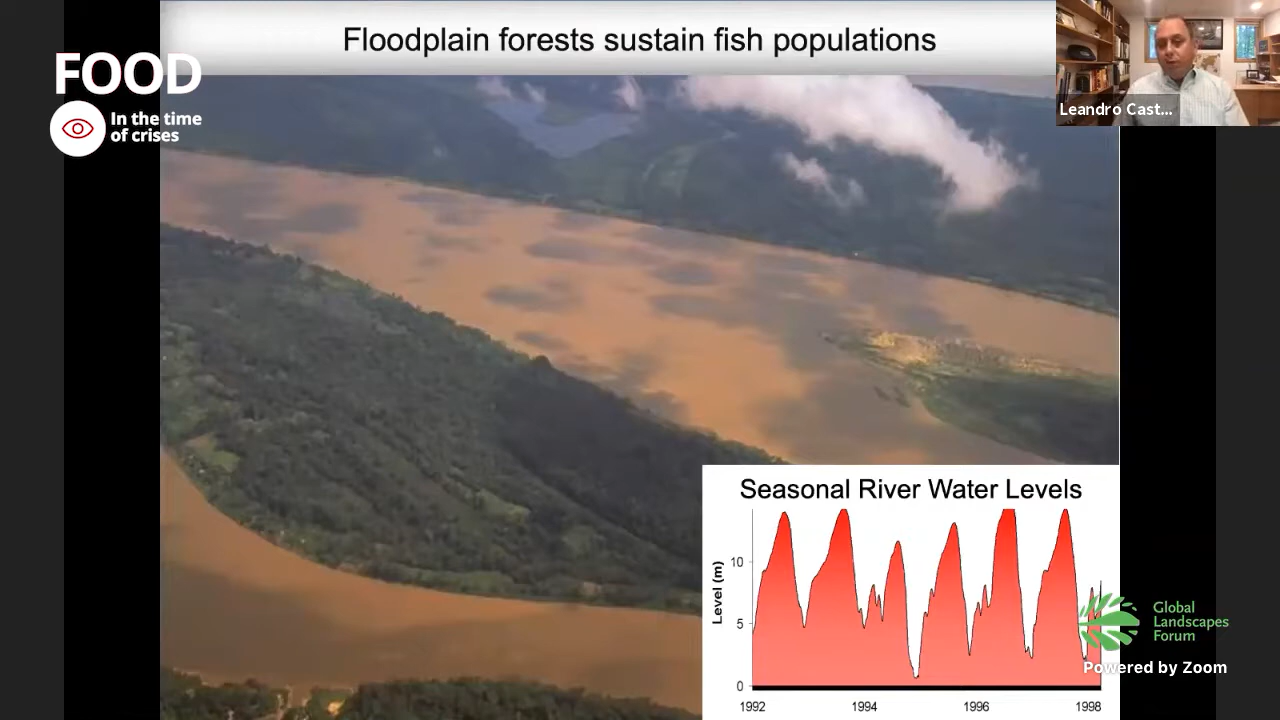 Floodplain forests sustain fish populations
FOOD
In the time
of crises
Leandro Cast...
Seasonal River Water Levels
Level (m)
10
5
0
1992
1994
1996
1998
Global
Landscapes
Forum
Powered by Zoom